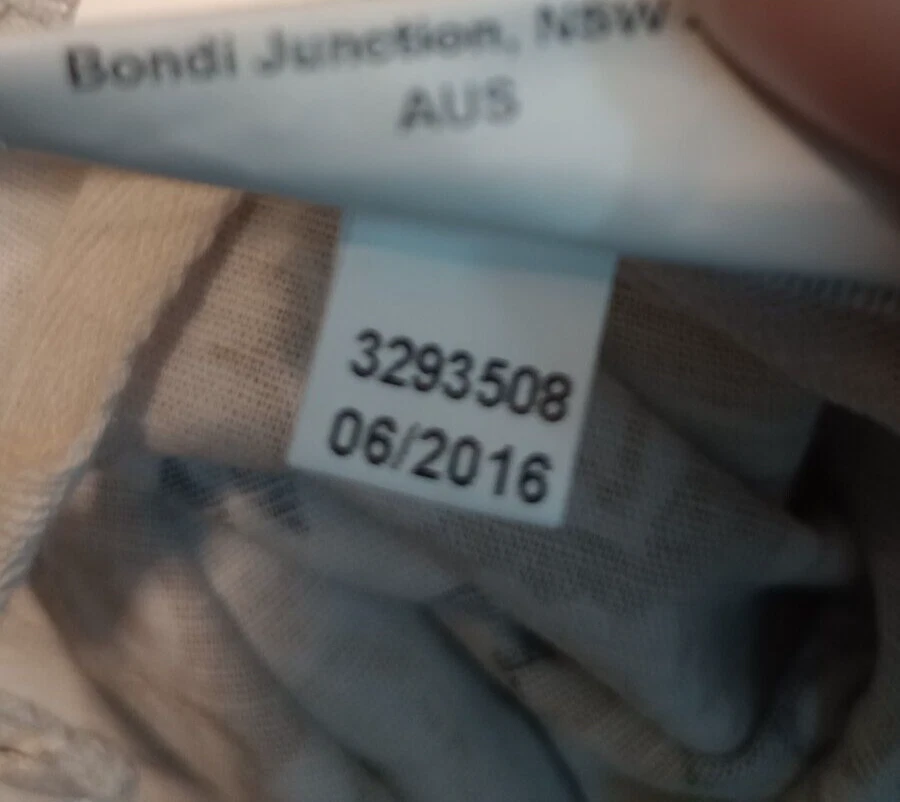 Bondi Junction, NSW
AUS
3293508
06/2016